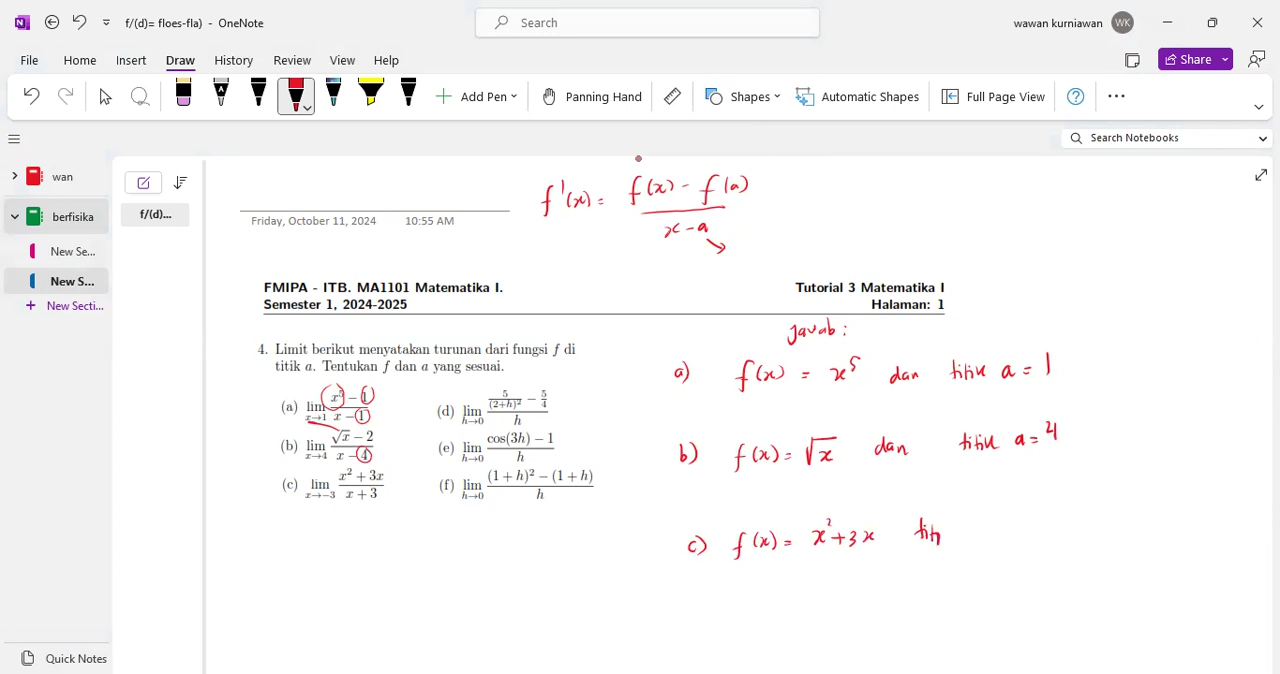 f/(d)= floes-fla) - OneNote
Search
wawan kurniawan WK
File Home Insert Draw History Review View Help
Share
Add Pen Panning Hand Shapes Automatic Shapes Full Page View
Search Notebooks
wan
berfisika
New Se...
New S...
New Secti...
Quick Notes
f/(d)...
Friday, October 11, 2024 10:55 AM
f'(x) = (f(x) - f(a))/(x - a)
FMIPA - ITB. MA1101 Matematika I. Tutorial 3 Matematika I
Semester 1, 2024-2025 Halaman: 1
4. Limit berikut menyatakan turunan dari fungsi f di
titik a. Tentukan f dan a yang sesuai.
(a) lim x→1 (x⁵ − 1)/(x − 1)
(b) lim x→4 (√x − 2)/(x − 4)
(c) lim x→−3 (x² + 3x)/(x + 3)
(d) lim h→0 (5/(2+h)² − 5/4)/h
(e) lim h→0 (cos(3h) − 1)/h
(f) lim h→0 ((1 + h)² − (1 + h))/h
Jawab :
a) f(x) = x⁵ dan titik a = 1
b) f(x) = √x dan titik a = 4
c) f(x) = x² + 3x